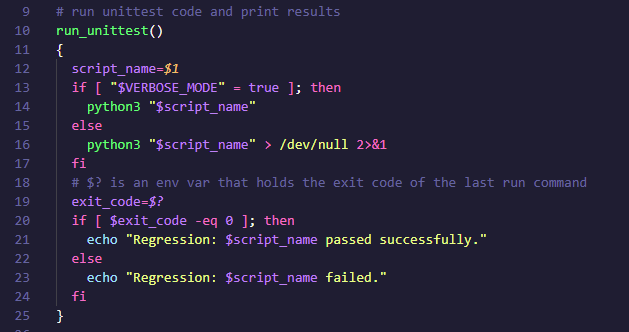 9 # run unittest code and print results
10 run_unittest()
11 {
12   script_name=$1
13   if [ "$VERBOSE_MODE" = true ]; then
14     python3 "$script_name"
15   else
16     python3 "$script_name" > /dev/null 2>&1
17   fi
18   # $? is an env var that holds the exit code of the last run command
19   exit_code=$?
20   if [ $exit_code -eq 0 ]; then
21     echo "Regression: $script_name passed successfully."
22   else
23     echo "Regression: $script_name failed."
24   fi
25 }